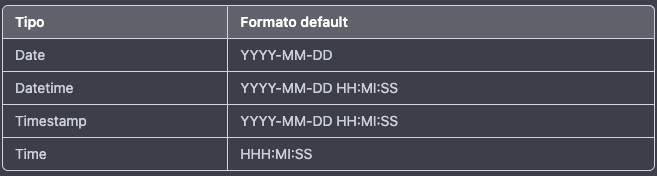 Tipo Formato default
Date YYYY-MM-DD
Datetime YYYY-MM-DD HH:MI:SS
Timestamp YYYY-MM-DD HH:MI:SS
Time HHH:MI:SS